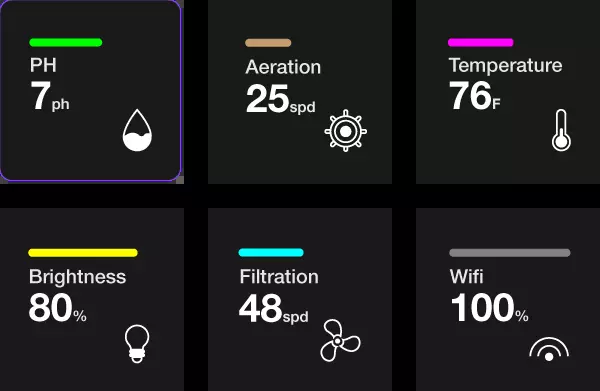 PH
7 ph
Aeration
25 spd
Temperature
76 F
Brightness
80 %
Filtration
48 spd
Wifi
100 %